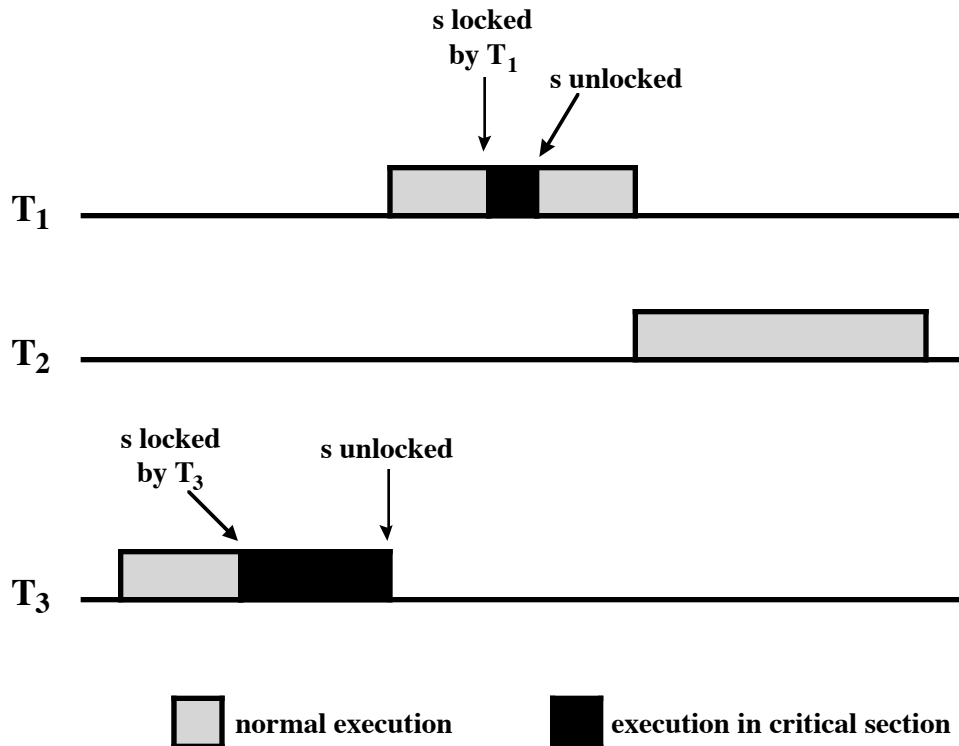 s locked
by T1
s unlocked
T1
T2
s locked
by T3
s unlocked
T3
normal execution
execution in critical section